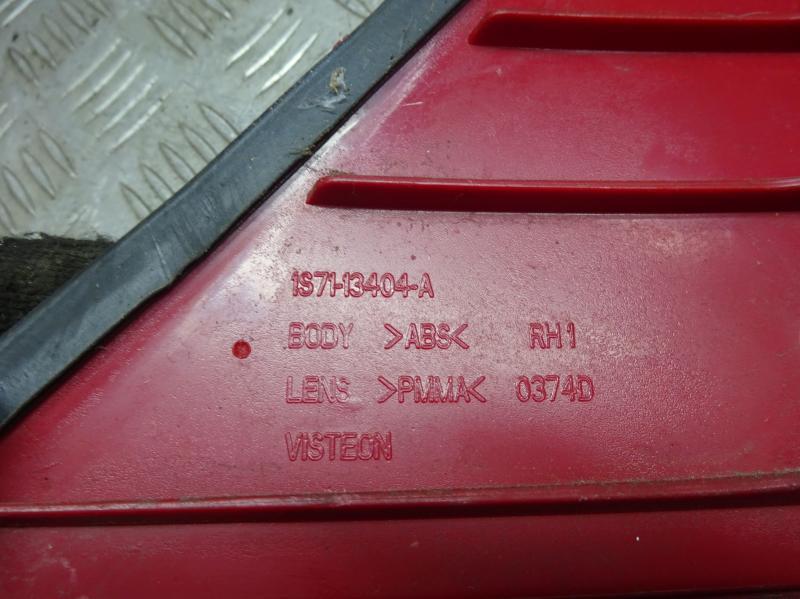 1S71-13404-A
BODY >ABS< RH1
LENS >PMMA< 0374D
VISTEON